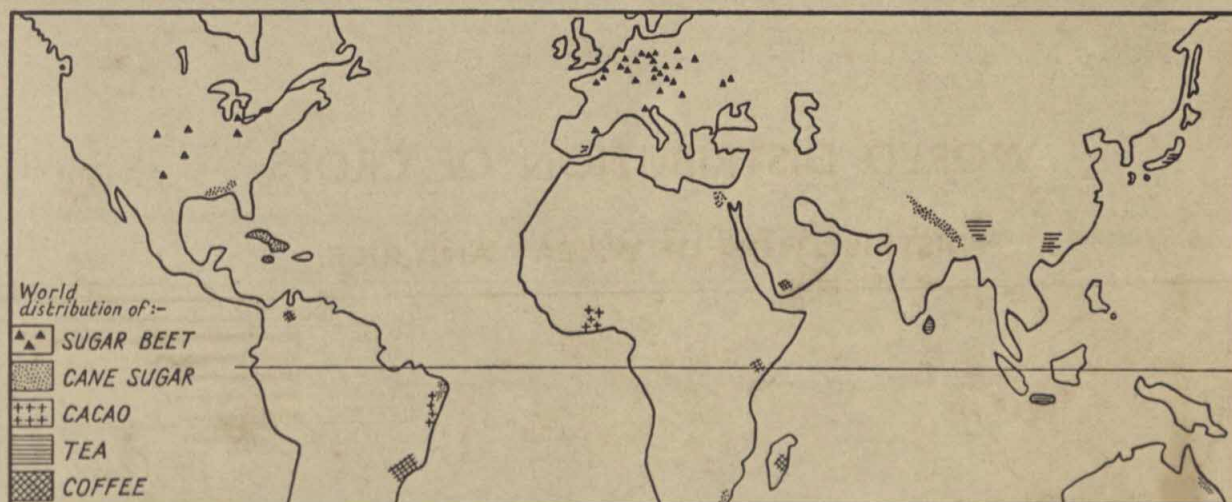 World
distribution of:-
SUGAR BEET
CANE SUGAR
CACAO
TEA
COFFEE